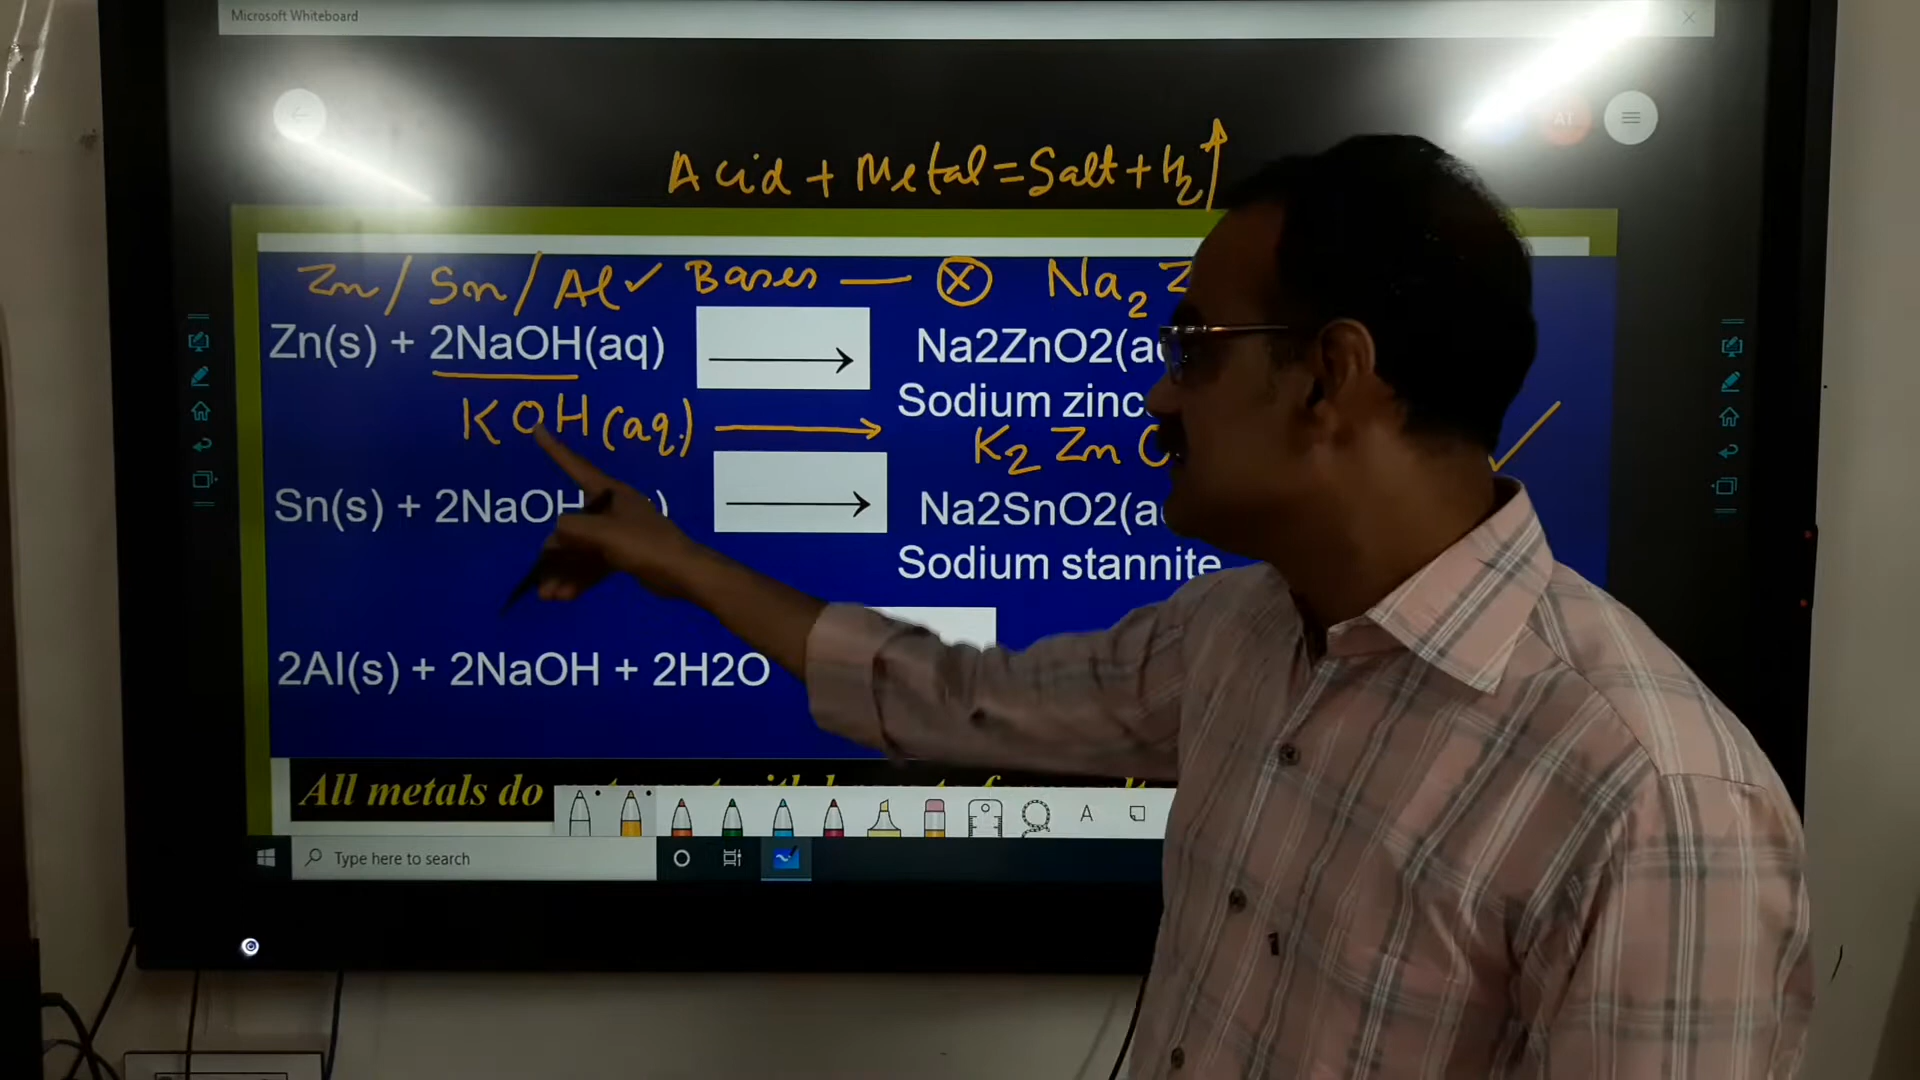 Microsoft Whiteboard
AT
Acid + Metal = Salt + H2↑
Zn / Sn / Al ✓ Bases — ⊗ Na2 Z
Zn(s) + 2NaOH(aq) → Na2ZnO2(a
Sodium zinc
KOH (aq.) → K2 Zn
Sn(s) + 2NaOH ) → Na2SnO2(a
Sodium stannite
2Al(s) + 2NaOH + 2H2O
All metals do
A
Type here to search